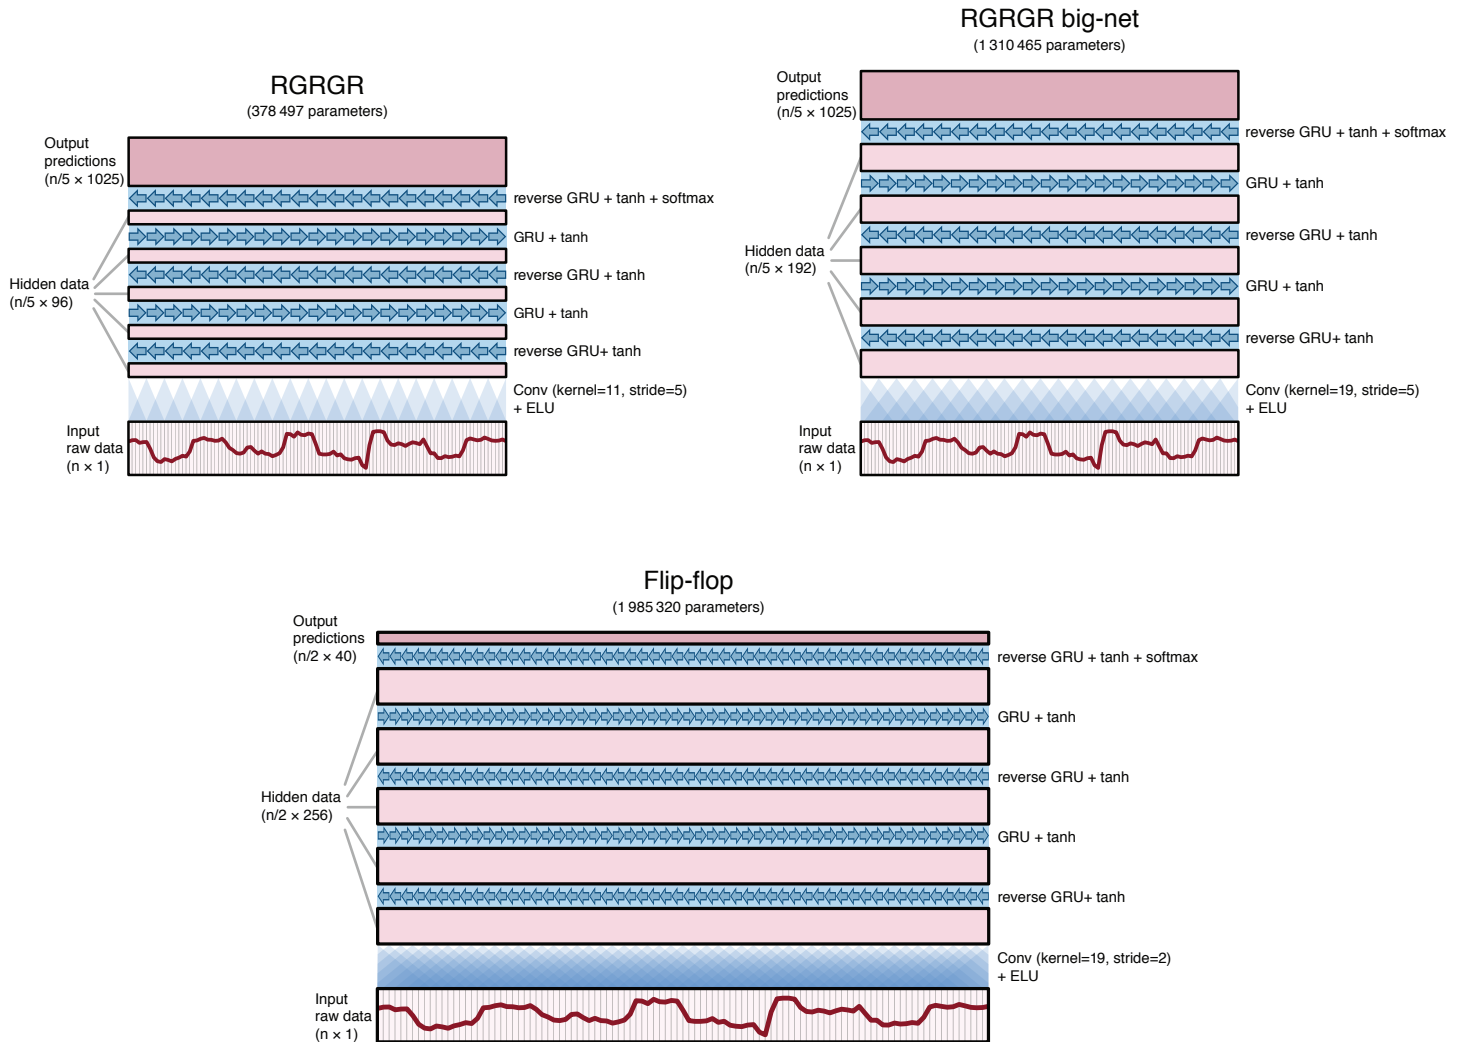 RGRGR
(378 497 parameters)
Output
predictions
(n/5 × 1025)
reverse GRU + tanh + softmax
GRU + tanh
reverse GRU + tanh
GRU + tanh
reverse GRU+ tanh
Hidden data
(n/5 × 96)
Conv (kernel=11, stride=5)
+ ELU
Input
raw data
(n × 1)
RGRGR big-net
(1 310 465 parameters)
Output
predictions
(n/5 × 1025)
reverse GRU + tanh + softmax
GRU + tanh
reverse GRU + tanh
GRU + tanh
reverse GRU+ tanh
Hidden data
(n/5 × 192)
Conv (kernel=19, stride=5)
+ ELU
Input
raw data
(n × 1)
Flip-flop
(1 985 320 parameters)
Output
predictions
(n/2 × 40)
reverse GRU + tanh + softmax
GRU + tanh
reverse GRU + tanh
GRU + tanh
reverse GRU+ tanh
Hidden data
(n/2 × 256)
Conv (kernel=19, stride=2)
+ ELU
Input
raw data
(n × 1)